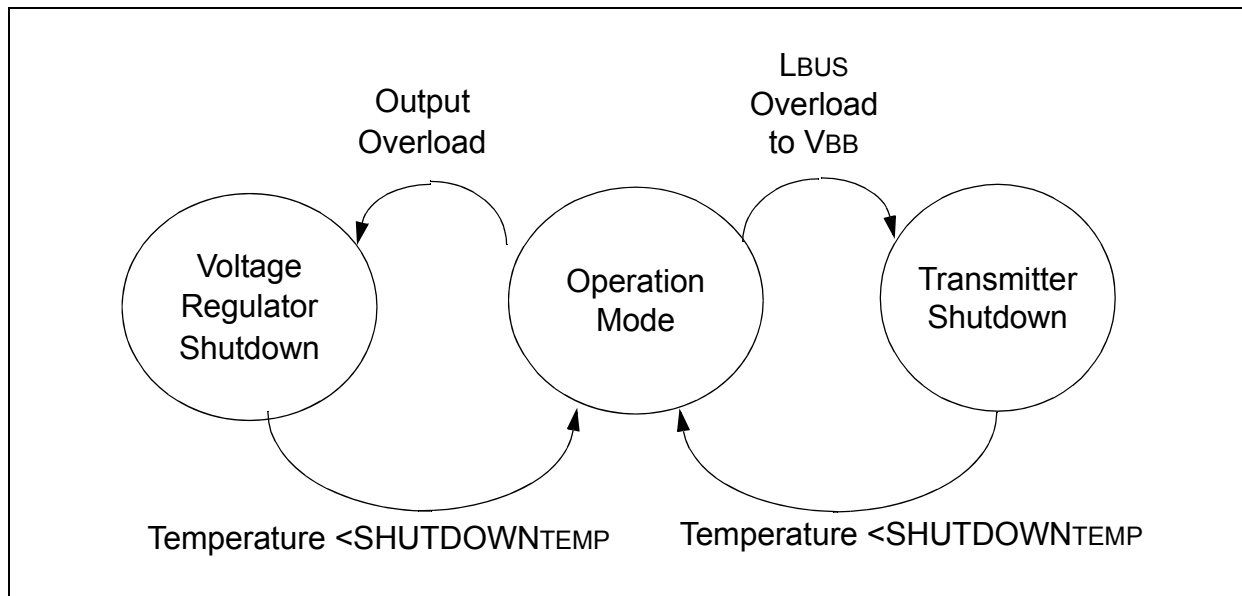 Output
Overload
LBUS
Overload
to VBB
Voltage
Regulator
Shutdown
Operation
Mode
Transmitter
Shutdown
Temperature <SHUTDOWNTEMP
Temperature <SHUTDOWNTEMP